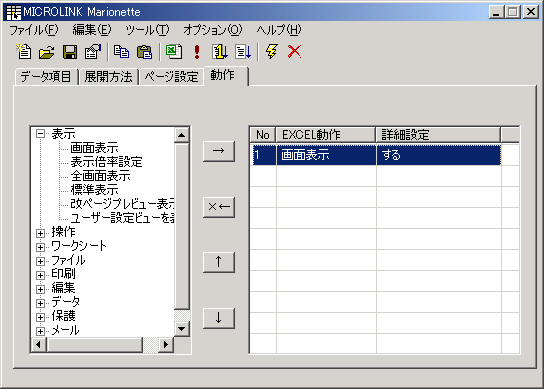 MICROLINK Marionette
ファイル(F) 編集(E) ツール(T) オプション(O) ヘルプ(H)
データ項目 展開方法 ページ設定 動作
表示
画面表示
表示倍率設定
全画面表示
標準表示
改ページプレビュー表示
ユーザー設定ビューを表
操作
ワークシート
ファイル
印刷
編集
データ
保護
メール
→
×←
↑
↓
No EXCEL動作 詳細設定
1 画面表示 する